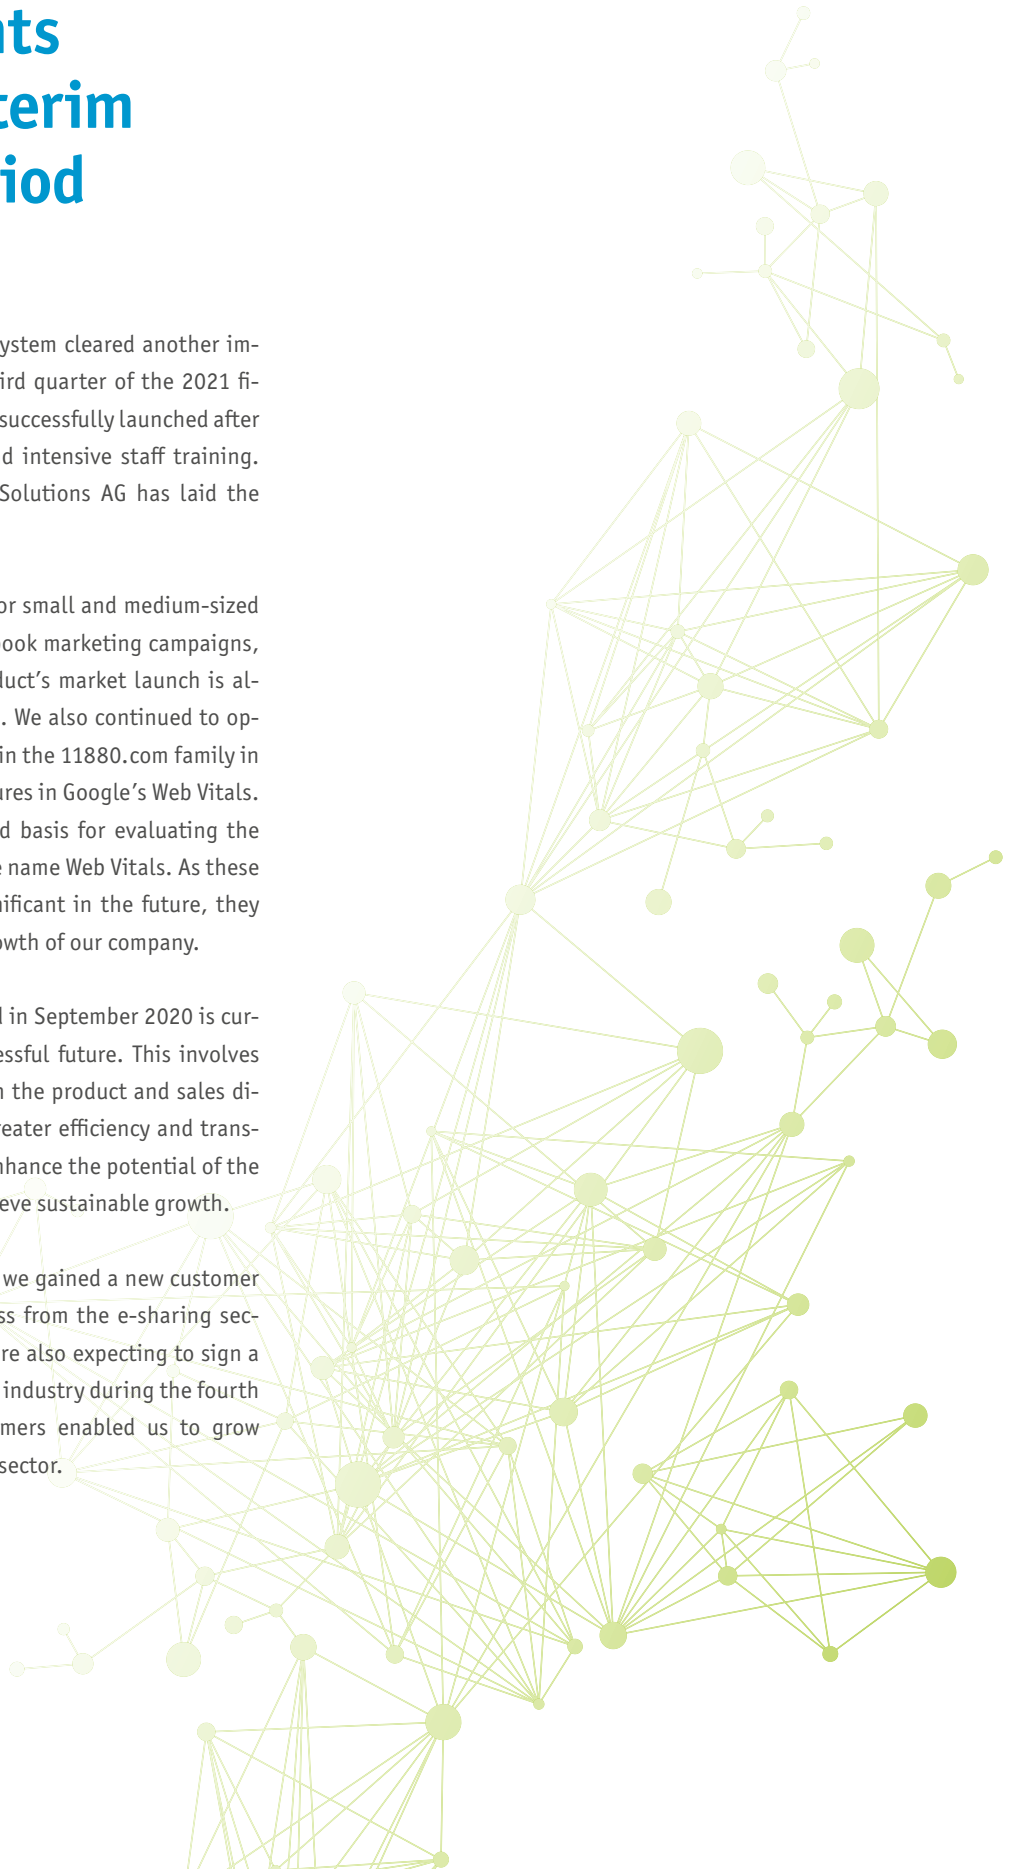 nts
terim
riod
ystem cleared another im-
ird quarter of the 2021 fi-
successfully launched after
d intensive staff training.
Solutions AG has laid the
or small and medium-sized
book marketing campaigns,
duct’s market launch is al-
. We also continued to op-
in the 11880.com family in
ures in Google’s Web Vitals.
d basis for evaluating the
e name Web Vitals. As these
nificant in the future, they
owth of our company.
d in September 2020 is cur-
essful future. This involves
n the product and sales di-
reater efficiency and trans-
nhance the potential of the
eve sustainable growth.
we gained a new customer
ss from the e-sharing sec-
re also expecting to sign a
industry during the fourth
mers enabled us to grow
sector.